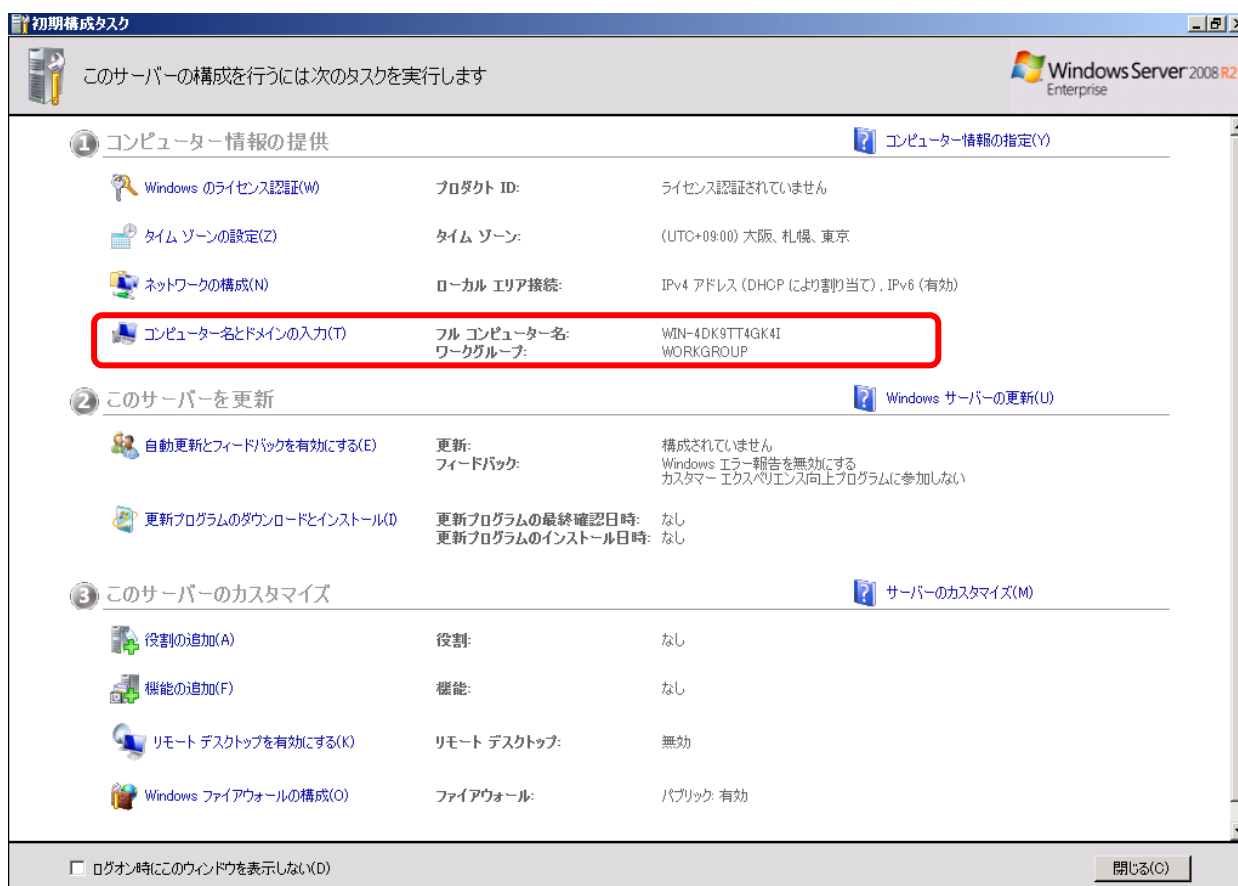 初期構成タスク
このサーバーの構成を行うには次のタスクを実行します
Windows Server 2008 R2
Enterprise
1 コンピューター情報の提供
コンピューター情報の指定(Y)
Windows のライセンス認証(W) プロダクト ID: ライセンス認証されていません
タイム ゾーンの設定(Z) タイム ゾーン: (UTC+09:00) 大阪、札幌、東京
ネットワークの構成(N) ローカル エリア接続: IPv4 アドレス (DHCP により割り当て) , IPv6 (有効)
コンピューター名とドメインの入力(T) フル コンピューター名: WIN-4DK9TT4GK4I
ワークグループ: WORKGROUP
2 このサーバーを更新
Windows サーバーの更新(U)
自動更新とフィードバックを有効にする(E) 更新: 構成されていません
フィードバック: Windows エラー報告を無効にする
カスタマー エクスペリエンス向上プログラムに参加しない
更新プログラムのダウンロードとインストール(I) 更新プログラムの最終確認日時: なし
更新プログラムのインストール日時: なし
3 このサーバーのカスタマイズ
サーバーのカスタマイズ(M)
役割の追加(A) 役割: なし
機能の追加(F) 機能: なし
リモート デスクトップを有効にする(K) リモート デスクトップ: 無効
Windows ファイアウォールの構成(O) ファイアウォール: パブリック: 有効
ログオン時にこのウィンドウを表示しない(D)
閉じる(C)